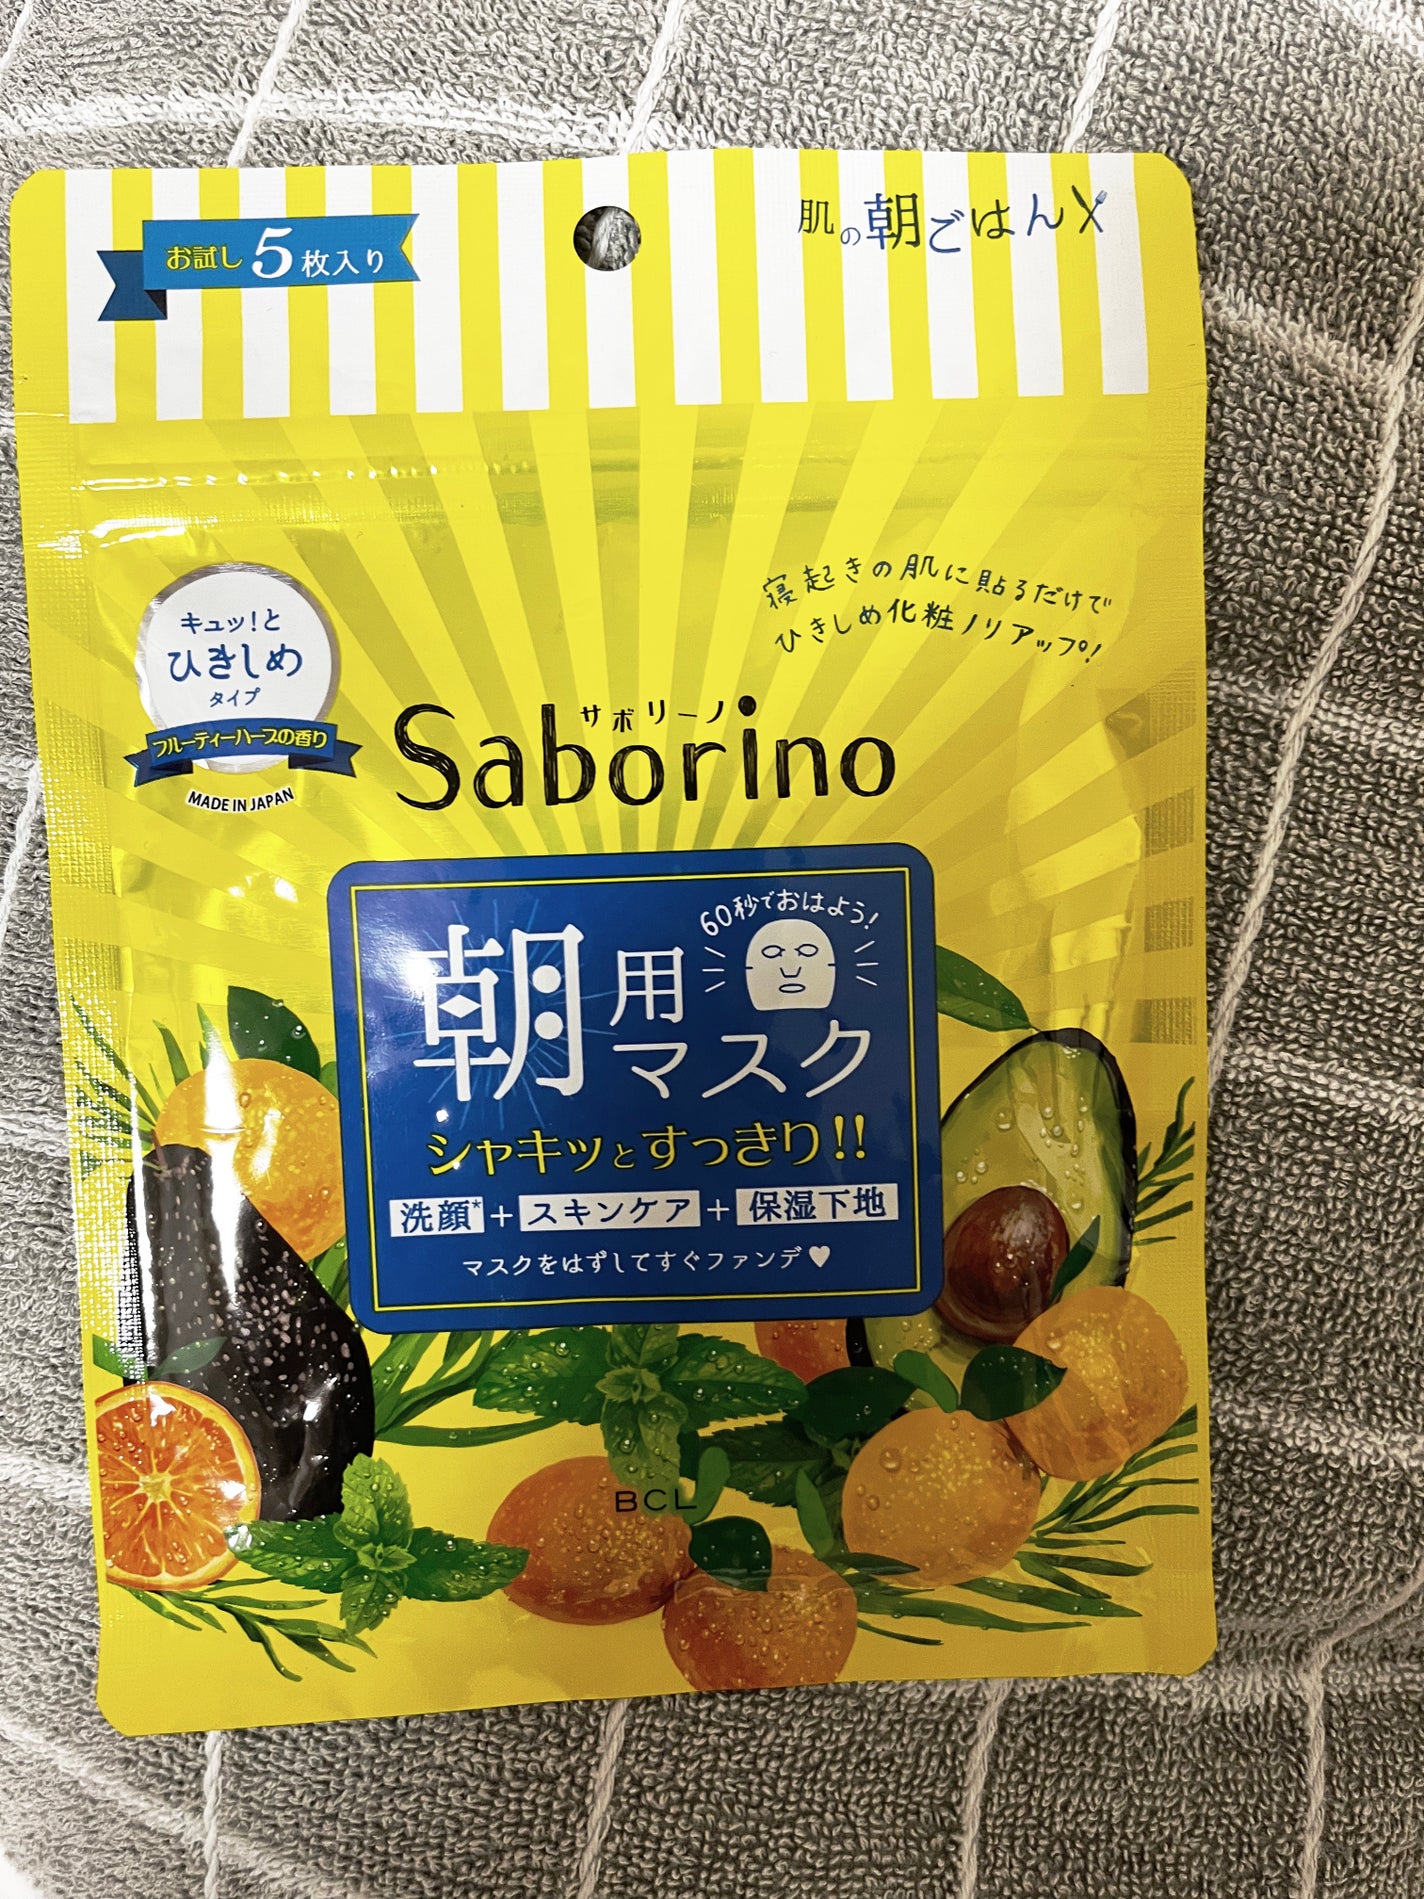 お試し5枚入り
肌の朝ごはん
寝起きの肌に貼るだけで
ひきしめ化粧ノリアップ!
キュッ!と
ひきしめ
タイプ
フルーティーハーブの香り
MADE IN JAPAN
サボリーノ
Saborino
60秒でおはよう!
朝用マスク
シャキッとすっきり!!
洗顔*+スキンケア+保湿下地
マスクをはずしてすぐファンデ♥
BCL